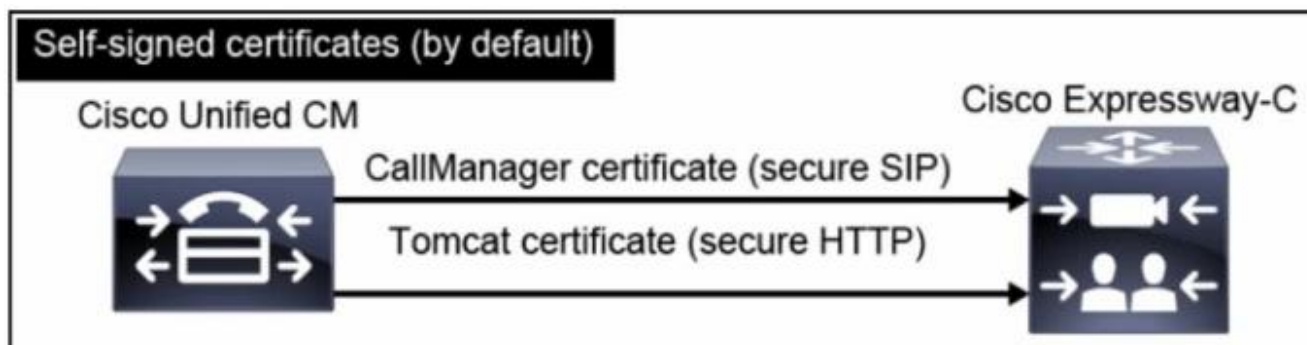 Self-signed certificates (by default)
Cisco Unified CM
Cisco Expressway-C
CallManager certificate (secure SIP)
Tomcat certificate (secure HTTP)